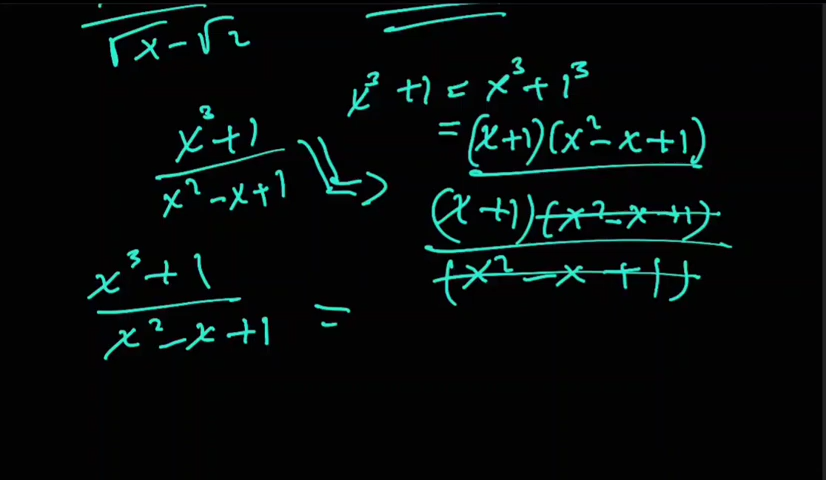 √x - √2
x³ + 1 = x³ + 1³
= (x+1)(x² - x + 1)
x³ + 1
x² - x + 1
(x + 1)(x² - x + 1)
(x² - x + 1)
x³ + 1
x² - x + 1 =